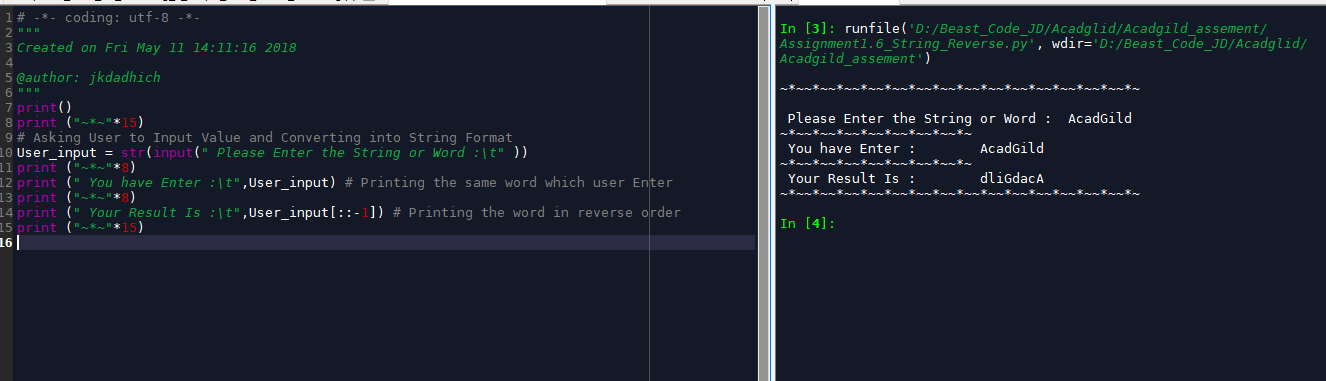 1 # -*- coding: utf-8 -*-
2 """
3 Created on Fri May 11 14:11:16 2018
4
5 @author: jkdadhich
6 """
7 print()
8 print ("~*~"*15)
9 # Asking User to Input Value and Converting into String Format
10 User_input = str(input(" Please Enter the String or Word :\t" ))
11 print ("~*~"*8)
12 print (" You have Enter :\t",User_input) # Printing the same word which user Enter
13 print ("~*~"*8)
14 print (" Your Result Is :\t",User_input[::-1]) # Printing the word in reverse order
15 print ("~*~"*15)
16
In [3]: runfile('D:/Beast_Code_JD/Acadglid/Acadgild_assement/
Assignment1.6_String_Reverse.py', wdir='D:/Beast_Code_JD/Acadglid/
Acadgild_assement')
~*~~*~~*~~*~~*~~*~~*~~*~~*~~*~~*~~*~~*~~*~~*~
Please Enter the String or Word :  AcadGild
~*~~*~~*~~*~~*~~*~~*~~*~
You have Enter :        AcadGild
~*~~*~~*~~*~~*~~*~~*~~*~
Your Result Is :        dliGdacA
~*~~*~~*~~*~~*~~*~~*~~*~~*~~*~~*~~*~~*~~*~~*~
In [4]: